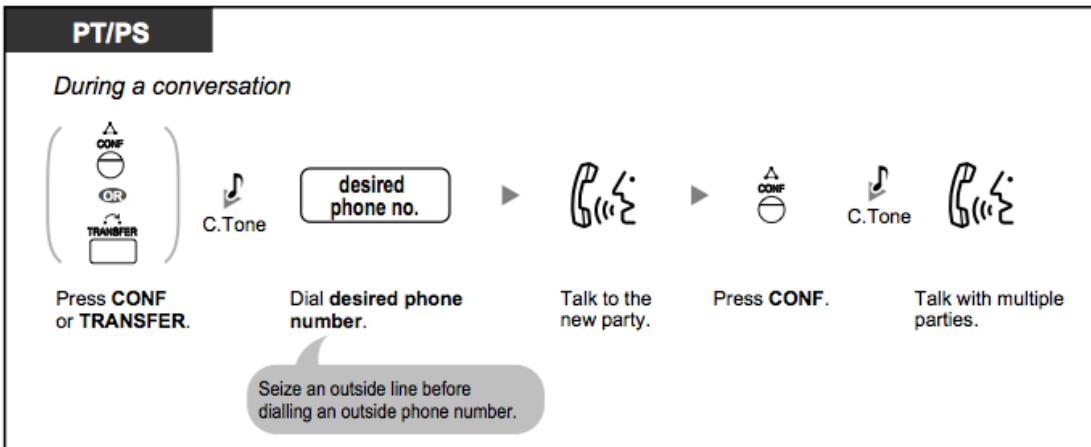 PT/PS
During a conversation
CONF
OR
TRANSFER
C.Tone
desired
phone no.
CONF
C.Tone
Press CONF
or TRANSFER.
Dial desired phone
number.
Talk to the
new party.
Press CONF.
Talk with multiple
parties.
Seize an outside line before
dialling an outside phone number.